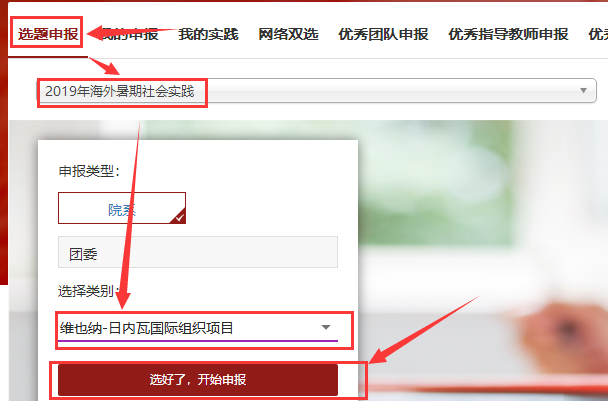 选题申报 我的申报 我的实践 网络双选 优秀团队申报 优秀指导教师申报 优秀
2019年海外暑期社会实践
申报类型：
院系
团委
选择类别：
维也纳-日内瓦国际组织项目
选好了，开始申报